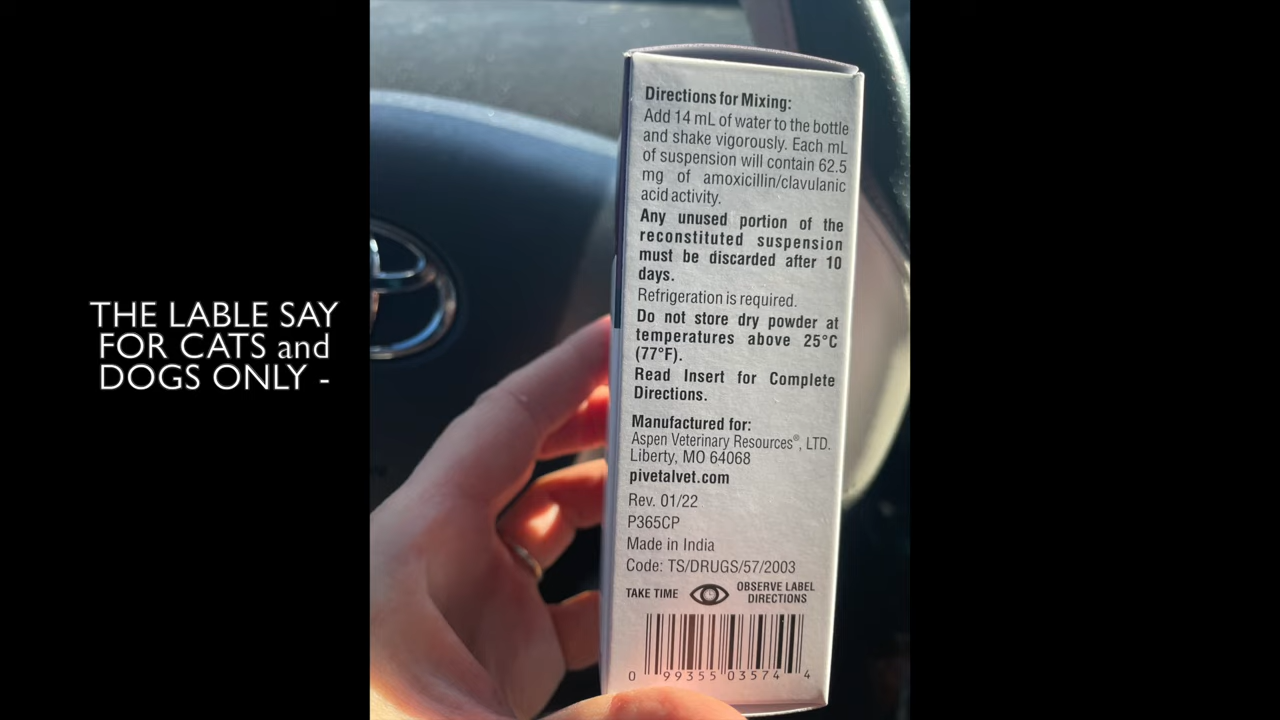 THE LABLE SAY
FOR CATS and
DOGS ONLY -
Directions for Mixing:
Add 14 mL of water to the bottle
and shake vigorously. Each mL
of suspension will contain 62.5
mg of amoxicillin/clavulanic
acid activity.
Any unused portion of the
reconstituted suspension
must be discarded after 10
days.
Refrigeration is required.
Do not store dry powder at
temperatures above 25°C
(77°F).
Read Insert for Complete
Directions.
Manufactured for:
Aspen Veterinary Resources®, LTD.
Liberty, MO 64068
pivetalvet.com
Rev. 01/22
P365CP
Made in India
Code: TS/DRUGS/57/2003
TAKE TIME OBSERVE LABEL
DIRECTIONS
0 99355 03574 4